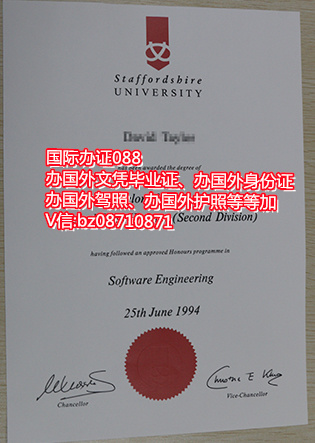 Staffordshire
UNIVERSITY
been awarded the degree of
国际办证088
办国外文凭毕业证、办国外身份证
办国外驾照、办国外护照等等加
V信:bz08710871
(Second Division)
having followed an approved Honours programme in
Software Engineering
25th June 1994
Chancellor
Vice-Chancellor